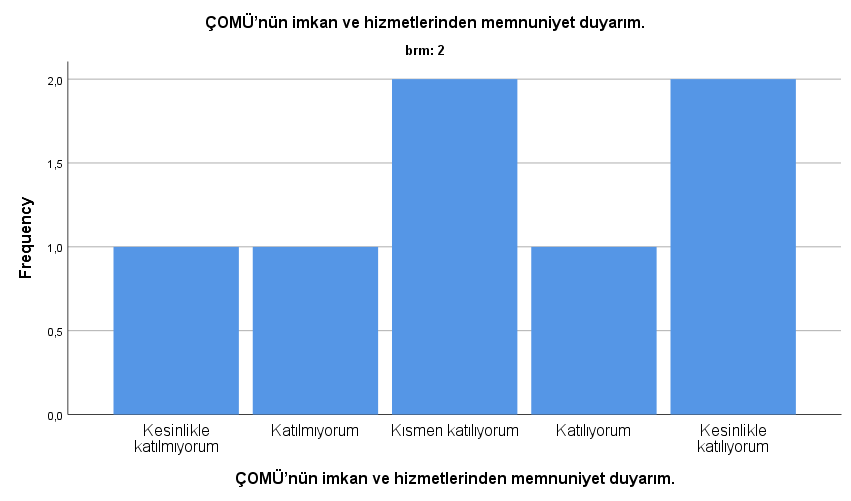 ÇOMÜ’nün imkan ve hizmetlerinden memnuniyet duyarım.
brm: 2
2,0
1,5
1,0
0,5
0,0
Frequency
Kesinlikle
katılmıyorum
Katılmıyorum
Kısmen katılıyorum
Katılıyorum
Kesinlikle
katılıyorum
ÇOMÜ’nün imkan ve hizmetlerinden memnuniyet duyarım.